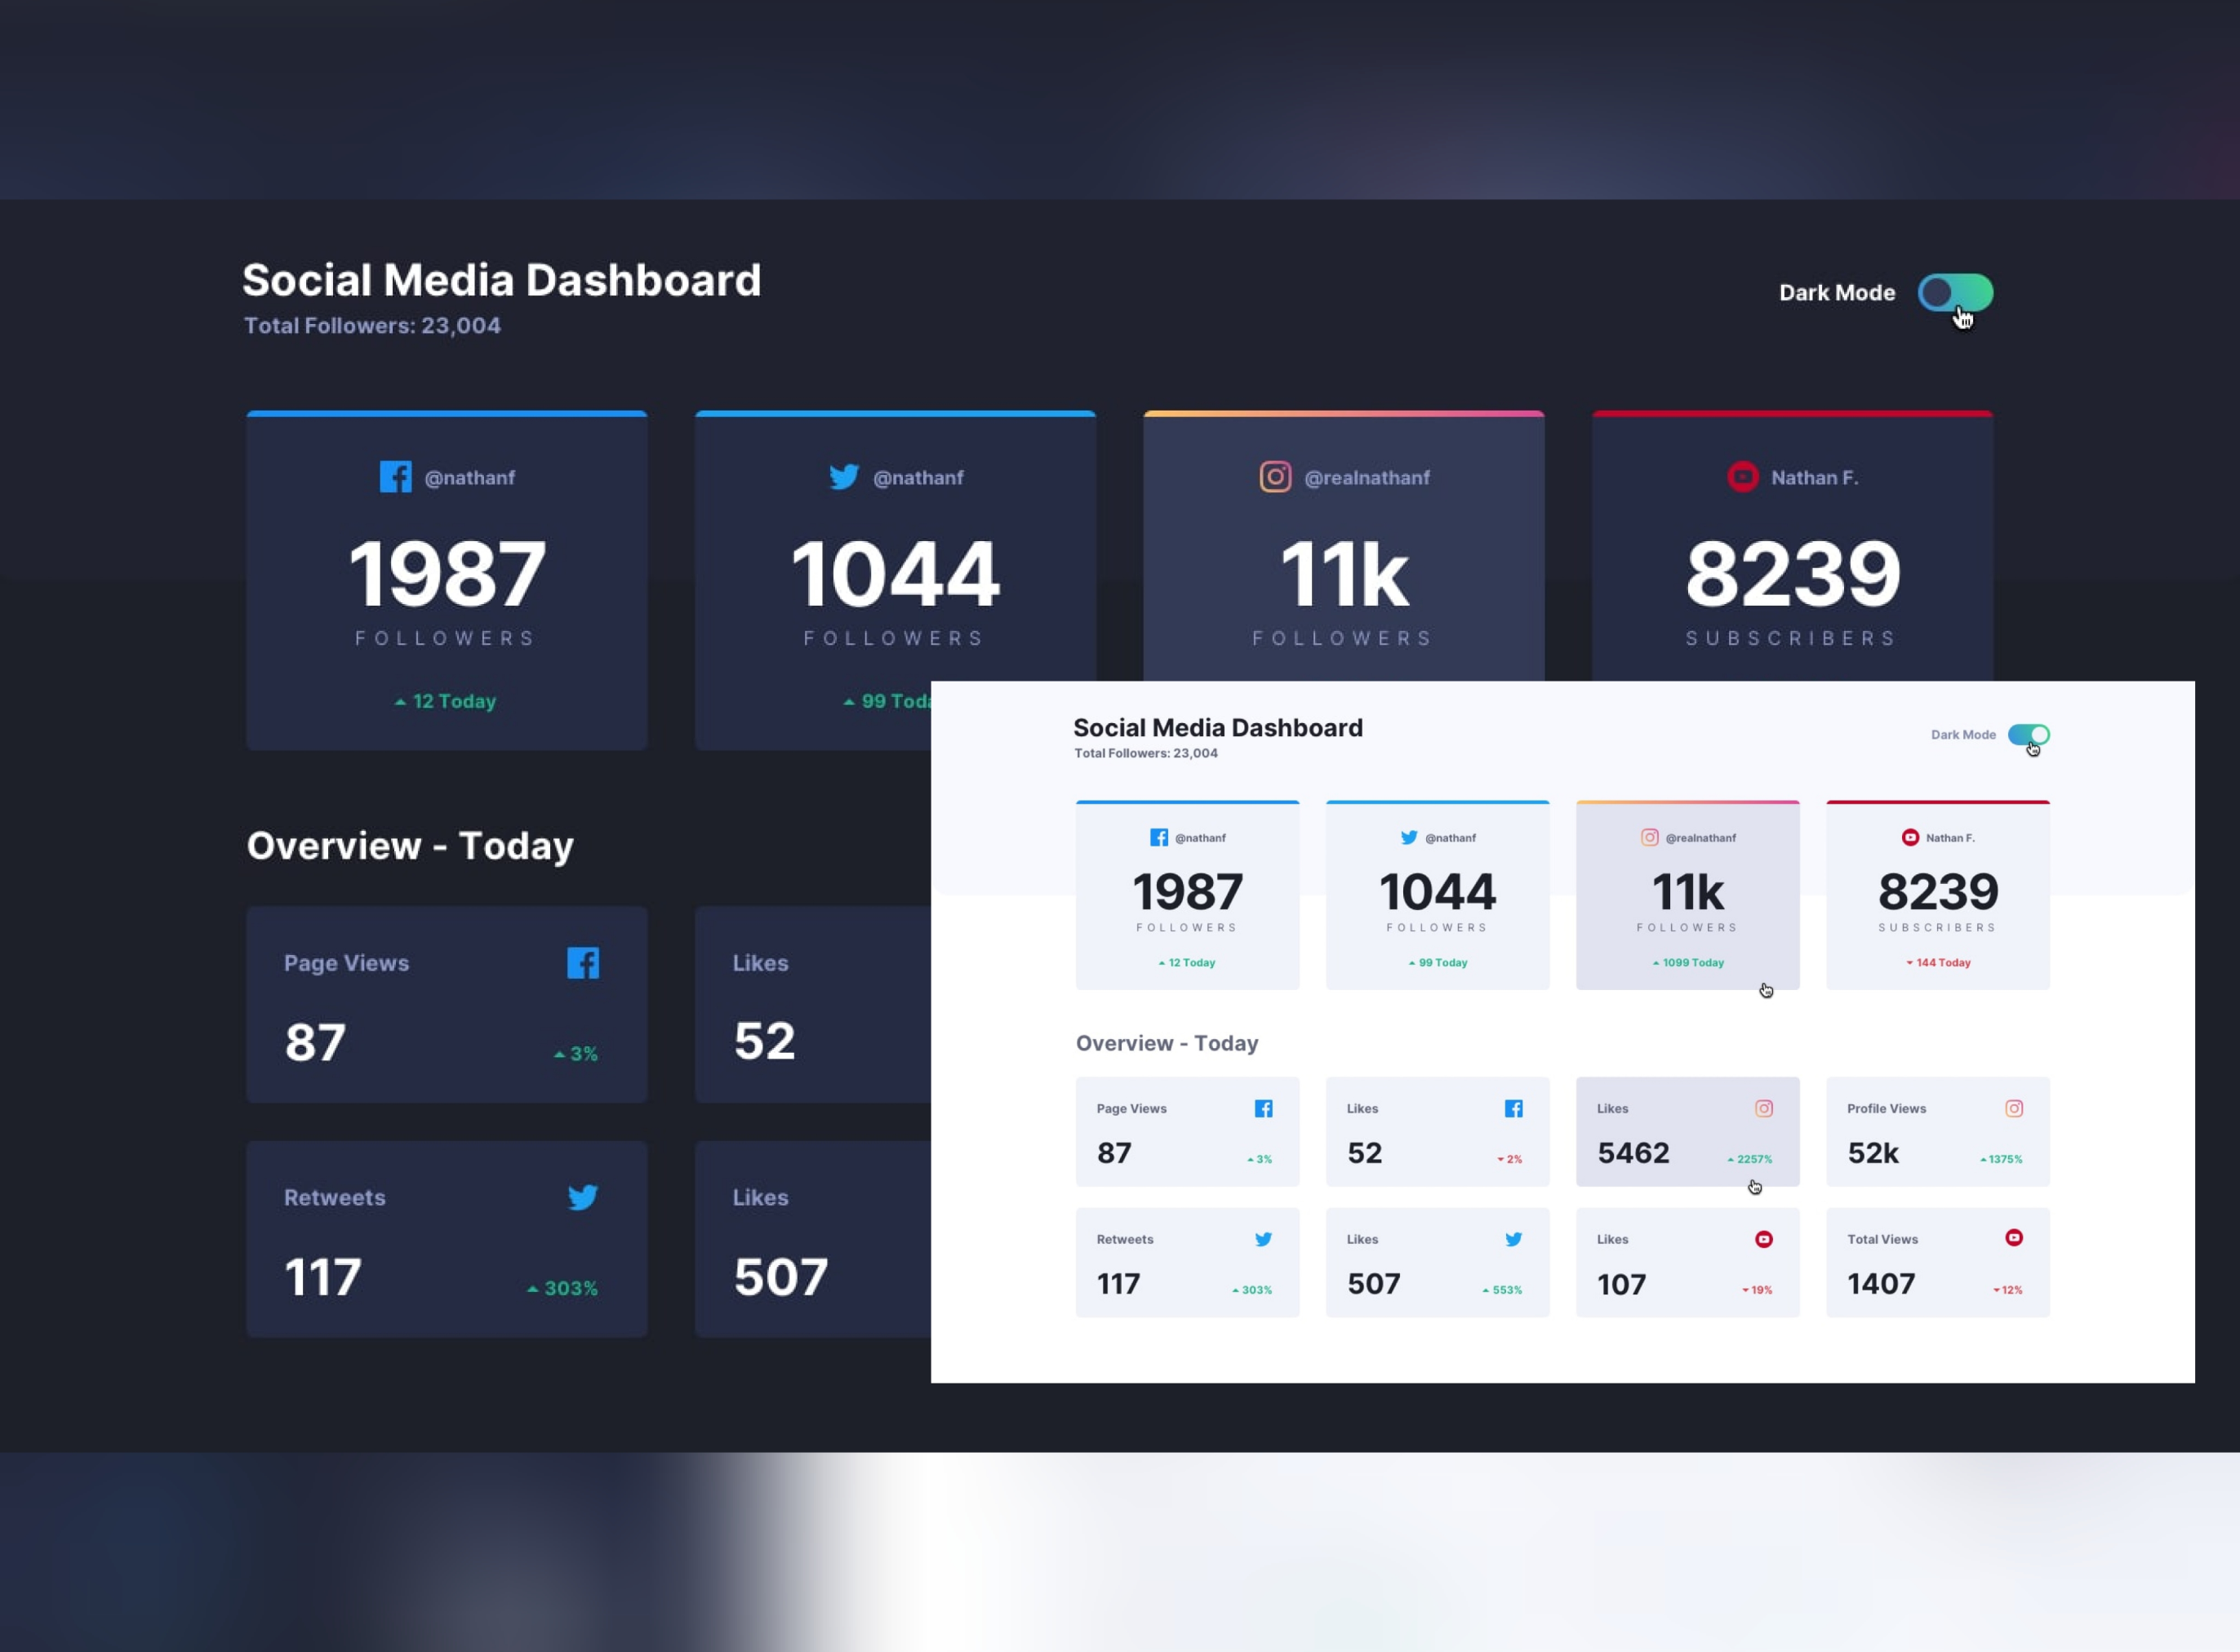 Social Media Dashboard
Total Followers: 23,004
Dark Mode
@nathanf
1987
FOLLOWERS
12 Today
@nathanf
1044
FOLLOWERS
99 Toda
@realnathanf
11k
FOLLOWERS
Nathan F.
8239
SUBSCRIBERS
Overview - Today
Page Views
87
3%
Likes
52
Retweets
117
303%
Likes
507
Social Media Dashboard
Total Followers: 23,004
Dark Mode
@nathanf
1987
FOLLOWERS
12 Today
@nathanf
1044
FOLLOWERS
99 Today
@realnathanf
11k
FOLLOWERS
1099 Today
Nathan F.
8239
SUBSCRIBERS
144 Today
Overview - Today
Page Views
87
3%
Likes
52
2%
Likes
5462
2257%
Profile Views
52k
1375%
Retweets
117
303%
Likes
507
553%
Likes
107
19%
Total Views
1407
12%